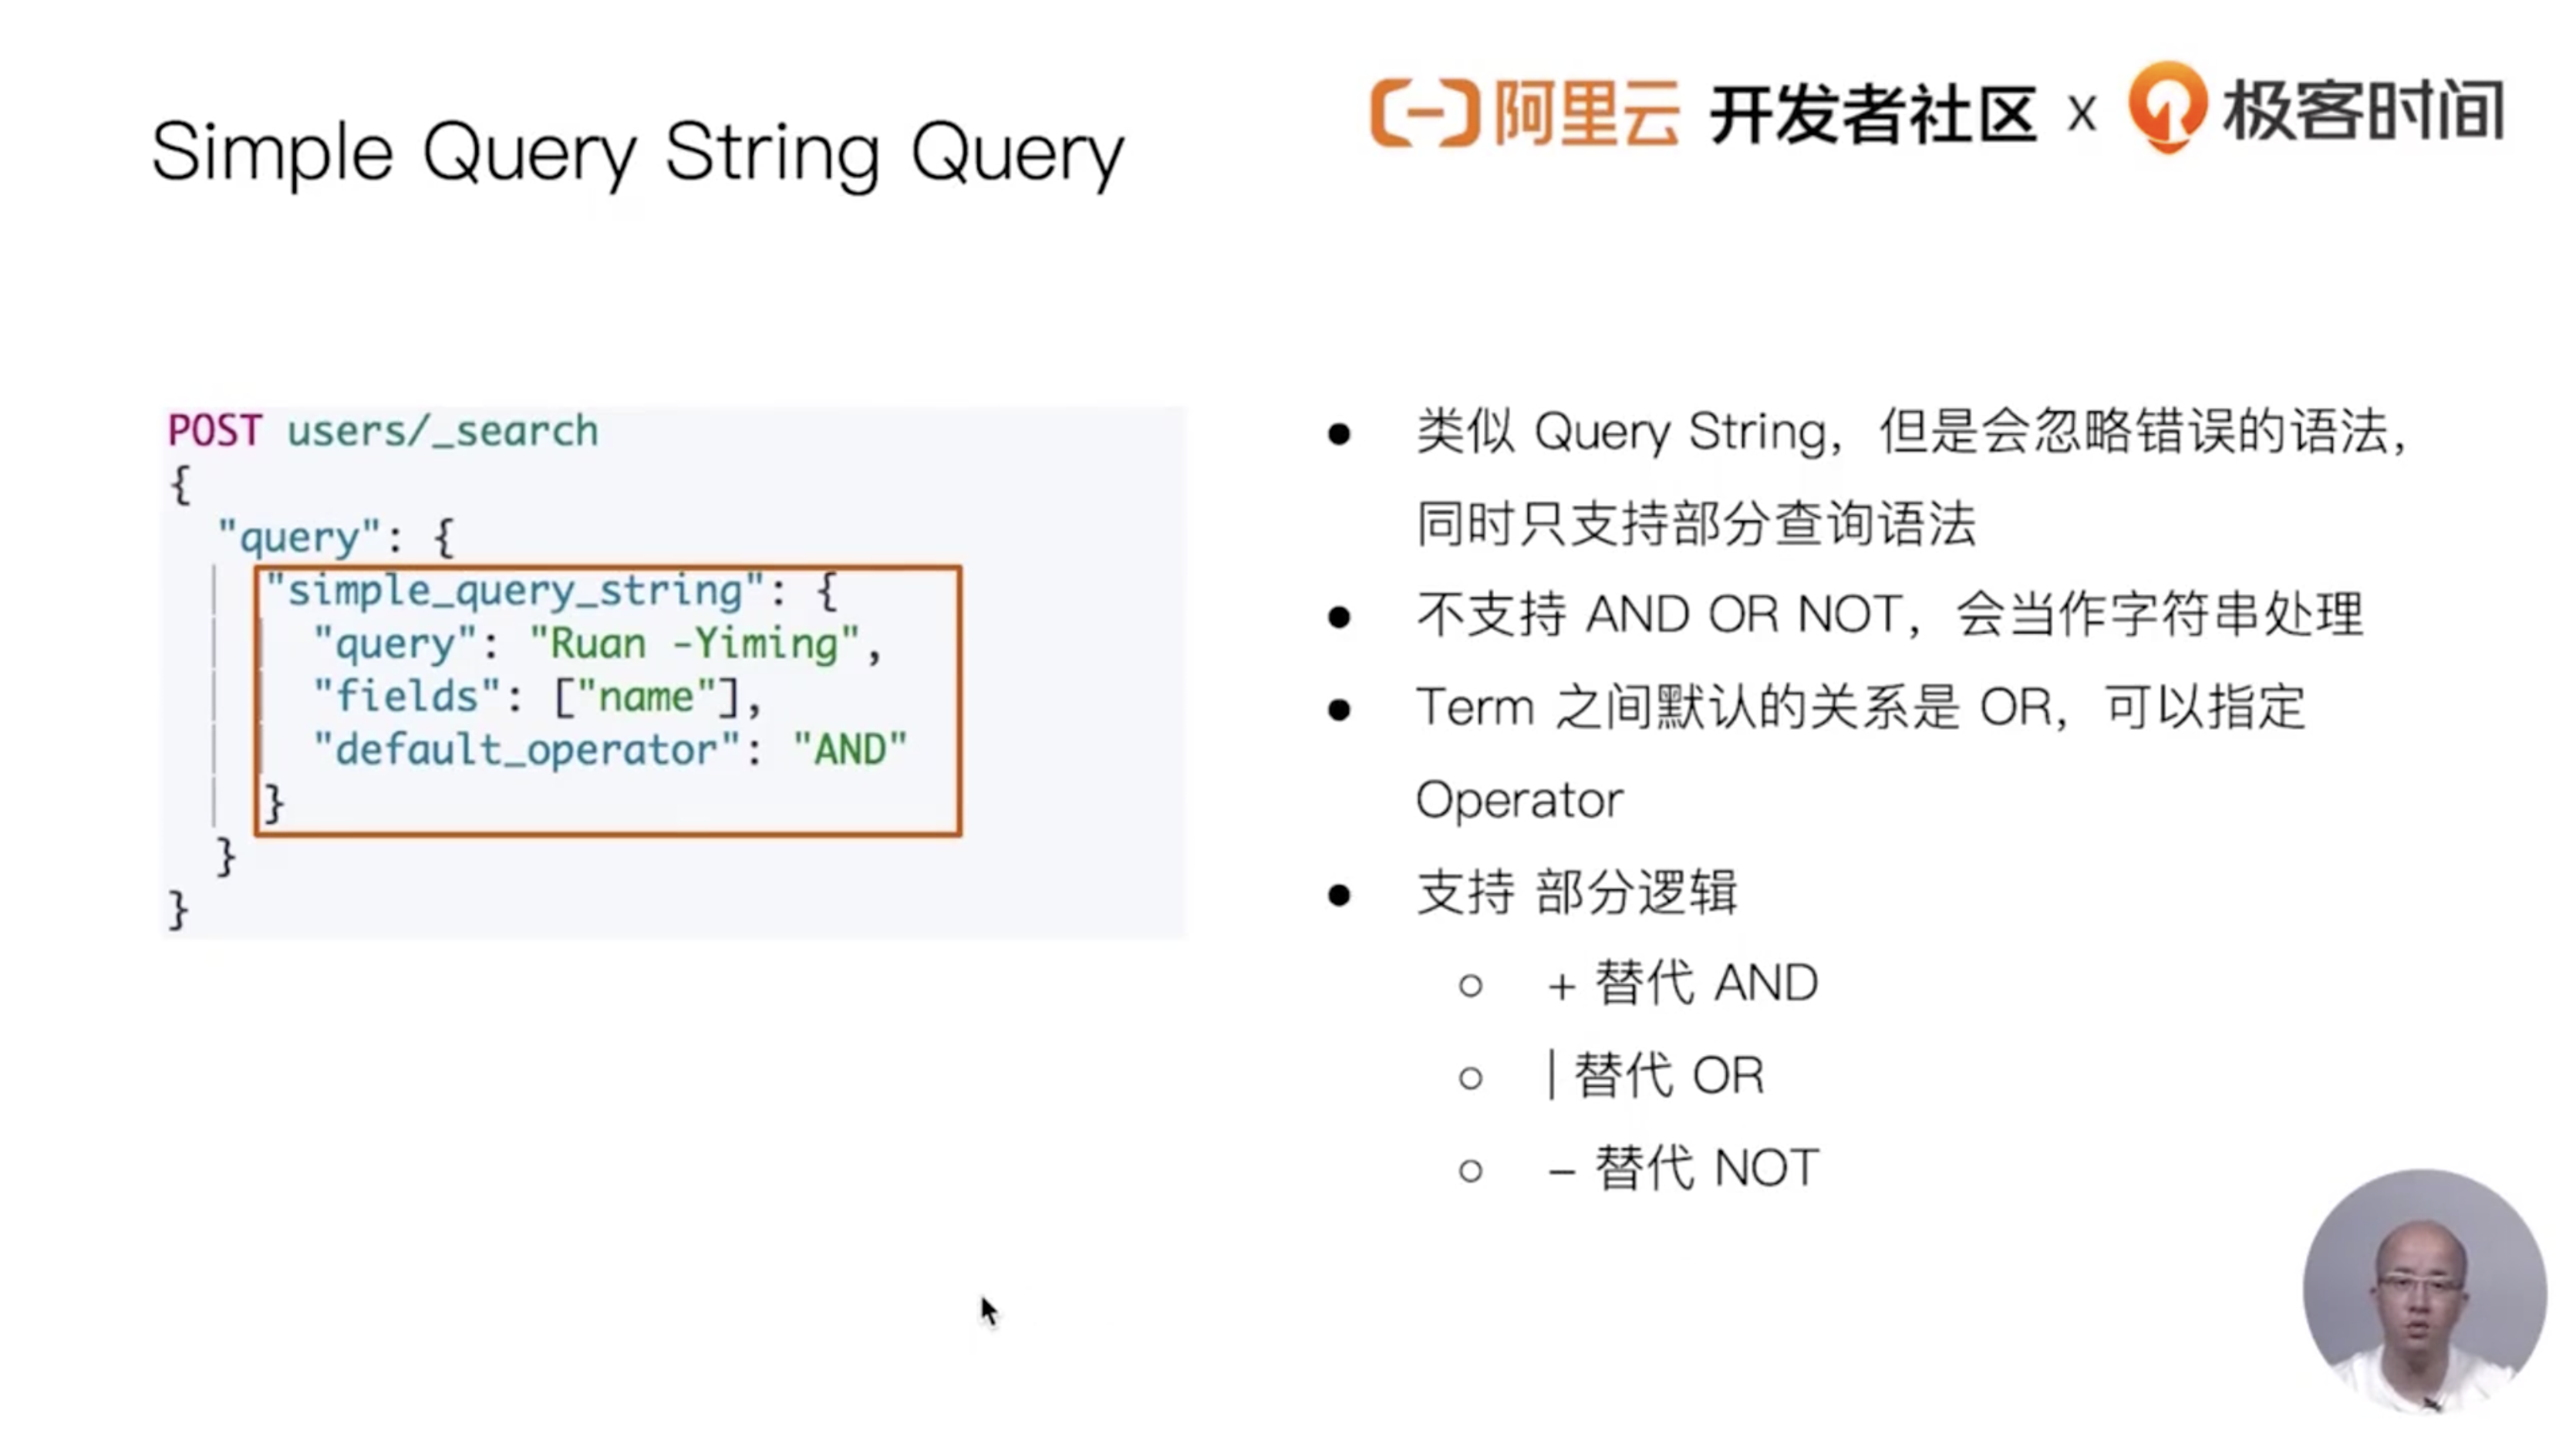 阿里云 开发者社区 X 极客时间
Simple Query String Query
POST users/_search
{
"query": {
"simple_query_string": {
"query": "Ruan -Yiming",
"fields": ["name"],
"default_operator": "AND"
}
}
}
● 类似 Query String，但是会忽略错误的语法，
同时只支持部分查询语法
● 不支持 AND OR NOT，会当作字符串处理
● Term 之间默认的关系是 OR，可以指定
Operator
● 支持 部分逻辑
○ + 替代 AND
○ | 替代 OR
○ – 替代 NOT